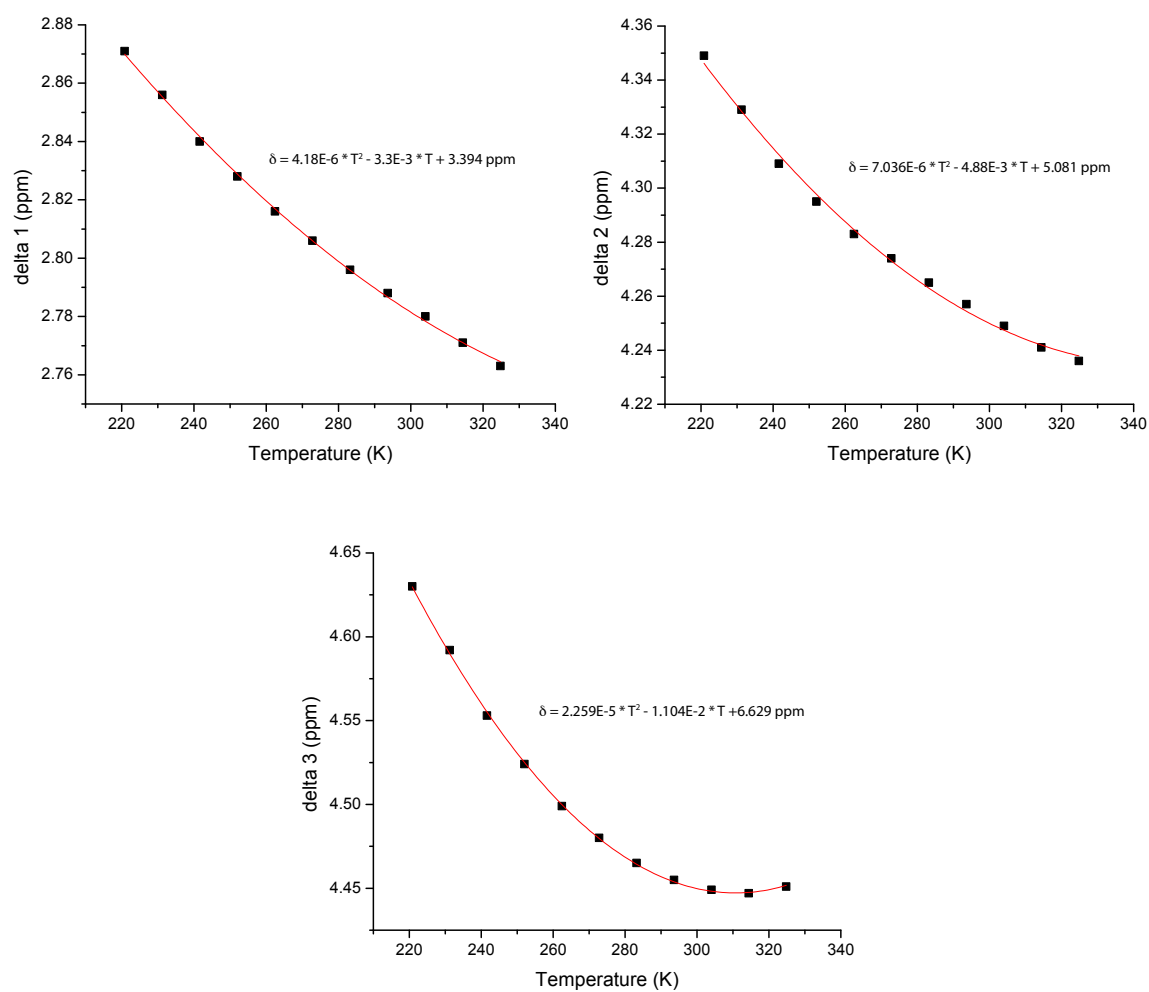 2.88
2.86
2.84
2.82
2.80
2.78
2.76
delta 1 (ppm)
δ = 4.18E-6 * T² - 3.3E-3 * T + 3.394 ppm
220 240 260 280 300 320 340
Temperature (K)
4.36
4.34
4.32
4.30
4.28
4.26
4.24
4.22
delta 2 (ppm)
δ = 7.036E-6 * T² - 4.88E-3 * T + 5.081 ppm
220 240 260 280 300 320 340
Temperature (K)
4.65
4.60
4.55
4.50
4.45
delta 3 (ppm)
δ = 2.259E-5 * T² - 1.104E-2 * T +6.629 ppm
220 240 260 280 300 320 340
Temperature (K)